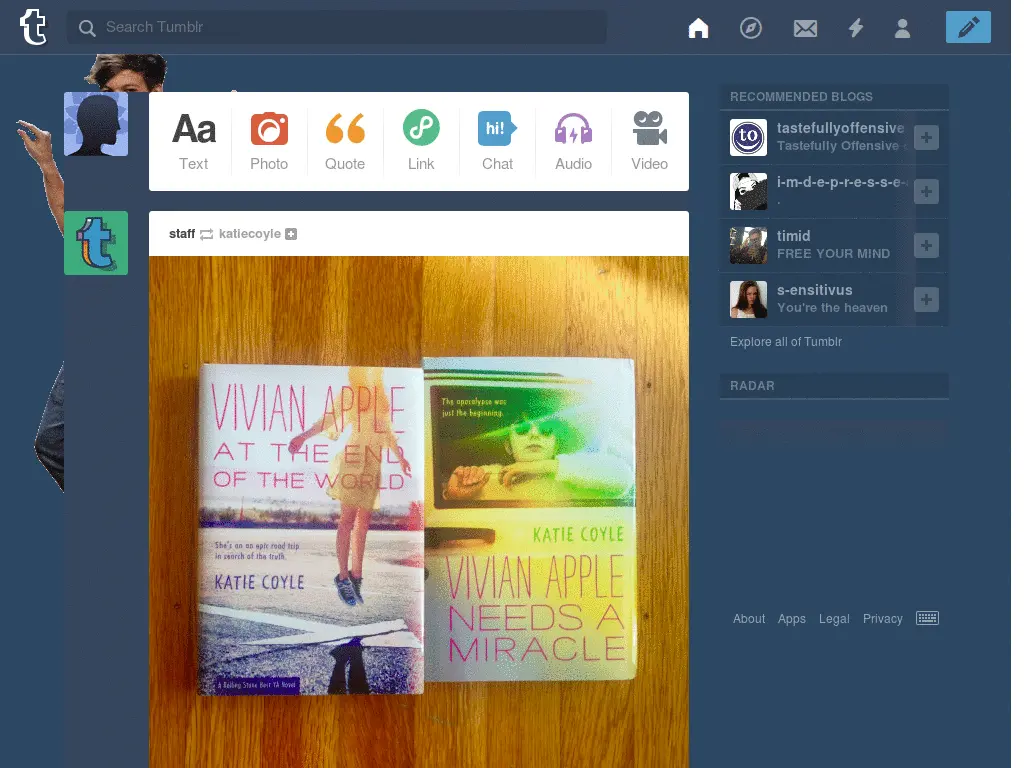 t
Search Tumblr
Aa
Text
Photo
Quote
Link
hi!
Chat
Audio
Video
staff katiecoyle
VIVIAN APPLE
AT THE END
OF THE WORLD
She's on an epic road trip
in search of the truth.
KATIE COYLE
A Rolling Stone Best YA Novel
The apocalypse was
just the beginning.
KATIE COYLE
VIVIAN APPLE
NEEDS A
MIRACLE
RECOMMENDED BLOGS
to
tastefullyoffensive
Tastefully Offensive
i-m-d-e-p-r-e-s-s-e-
.
timid
FREE YOUR MIND
s-ensitivus
You're the heaven
Explore all of Tumblr
RADAR
About Apps Legal Privacy